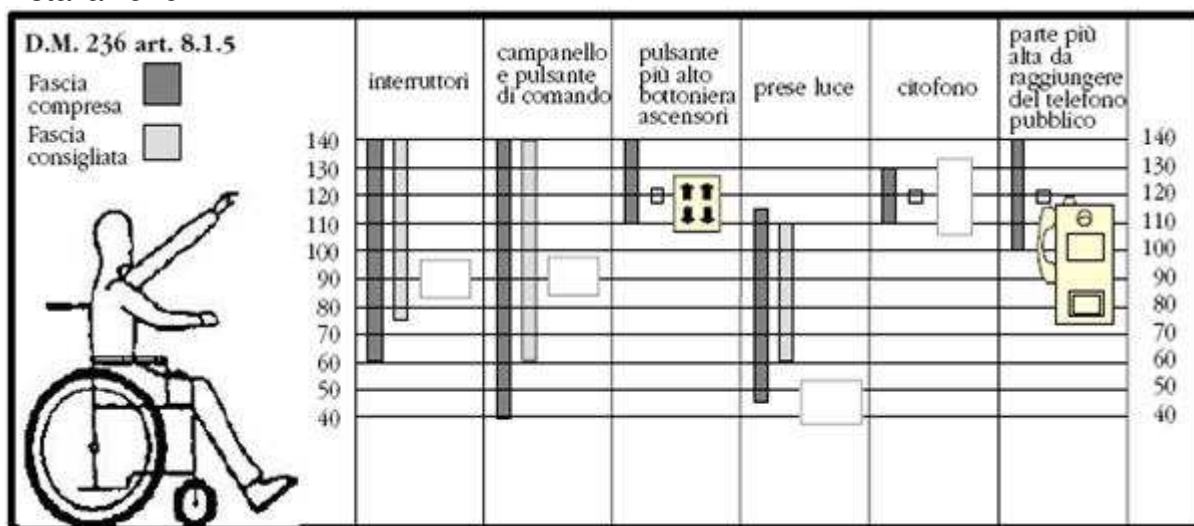 D.M. 236 art. 8.1.5
Fascia
compresa
Fascia
consigliata
interruttori
campanello
e pulsante
di comando
pulsante
più alto
bottoniera
ascensori
prese luce
citofono
parte più
alta da
raggiungere
del telefono
pubblico
140
130
120
110
100
90
80
70
60
50
40
140
130
120
110
100
90
80
70
60
50
40